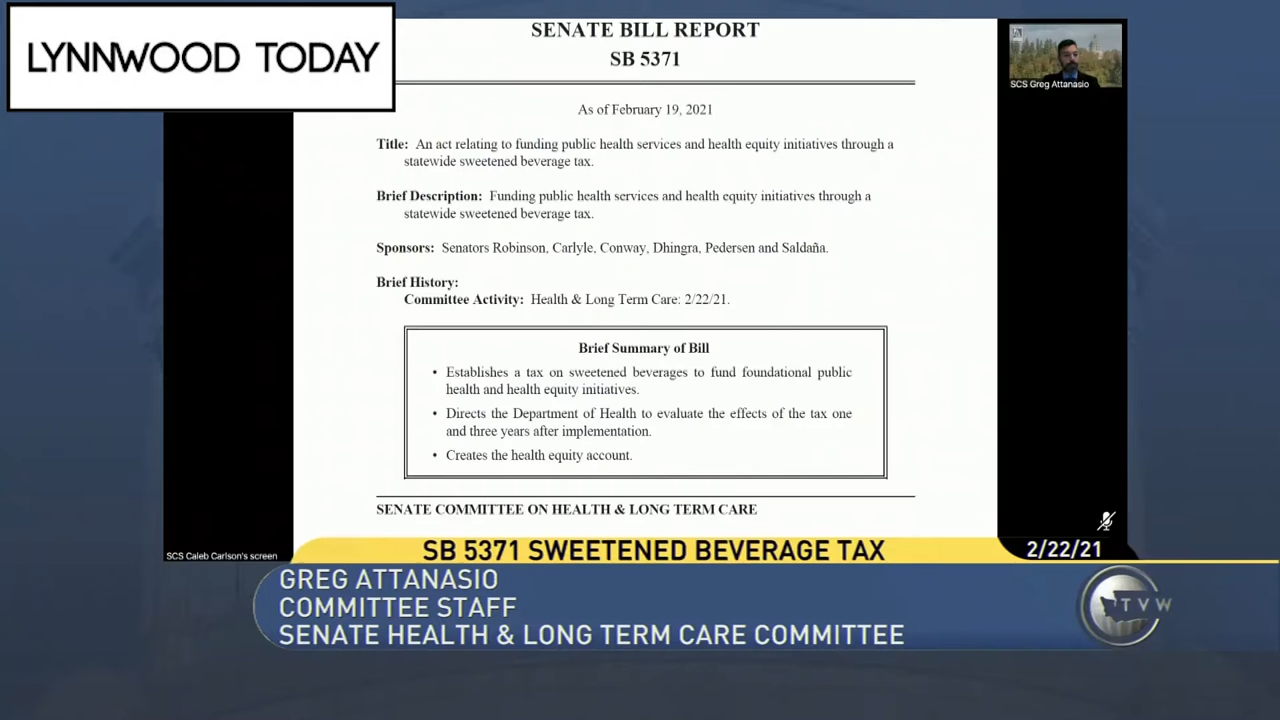 LYNNWOOD TODAY
SENATE BILL REPORT
SB 5371
As of February 19, 2021
Title: An act relating to funding public health services and health equity initiatives through a
statewide sweetened beverage tax.
Brief Description: Funding public health services and health equity initiatives through a
statewide sweetened beverage tax.
Sponsors: Senators Robinson, Carlyle, Conway, Dhingra, Pedersen and Saldaña.
Brief History:
Committee Activity: Health & Long Term Care: 2/22/21.
Brief Summary of Bill
• Establishes a tax on sweetened beverages to fund foundational public
health and health equity initiatives.
• Directs the Department of Health to evaluate the effects of the tax one
and three years after implementation.
• Creates the health equity account.
SENATE COMMITTEE ON HEALTH & LONG TERM CARE
SCS Greg Attanasio
SCS Caleb Carlson's screen
SB 5371 SWEETENED BEVERAGE TAX
2/22/21
GREG ATTANASIO
COMMITTEE STAFF
SENATE HEALTH & LONG TERM CARE COMMITTEE
TVW